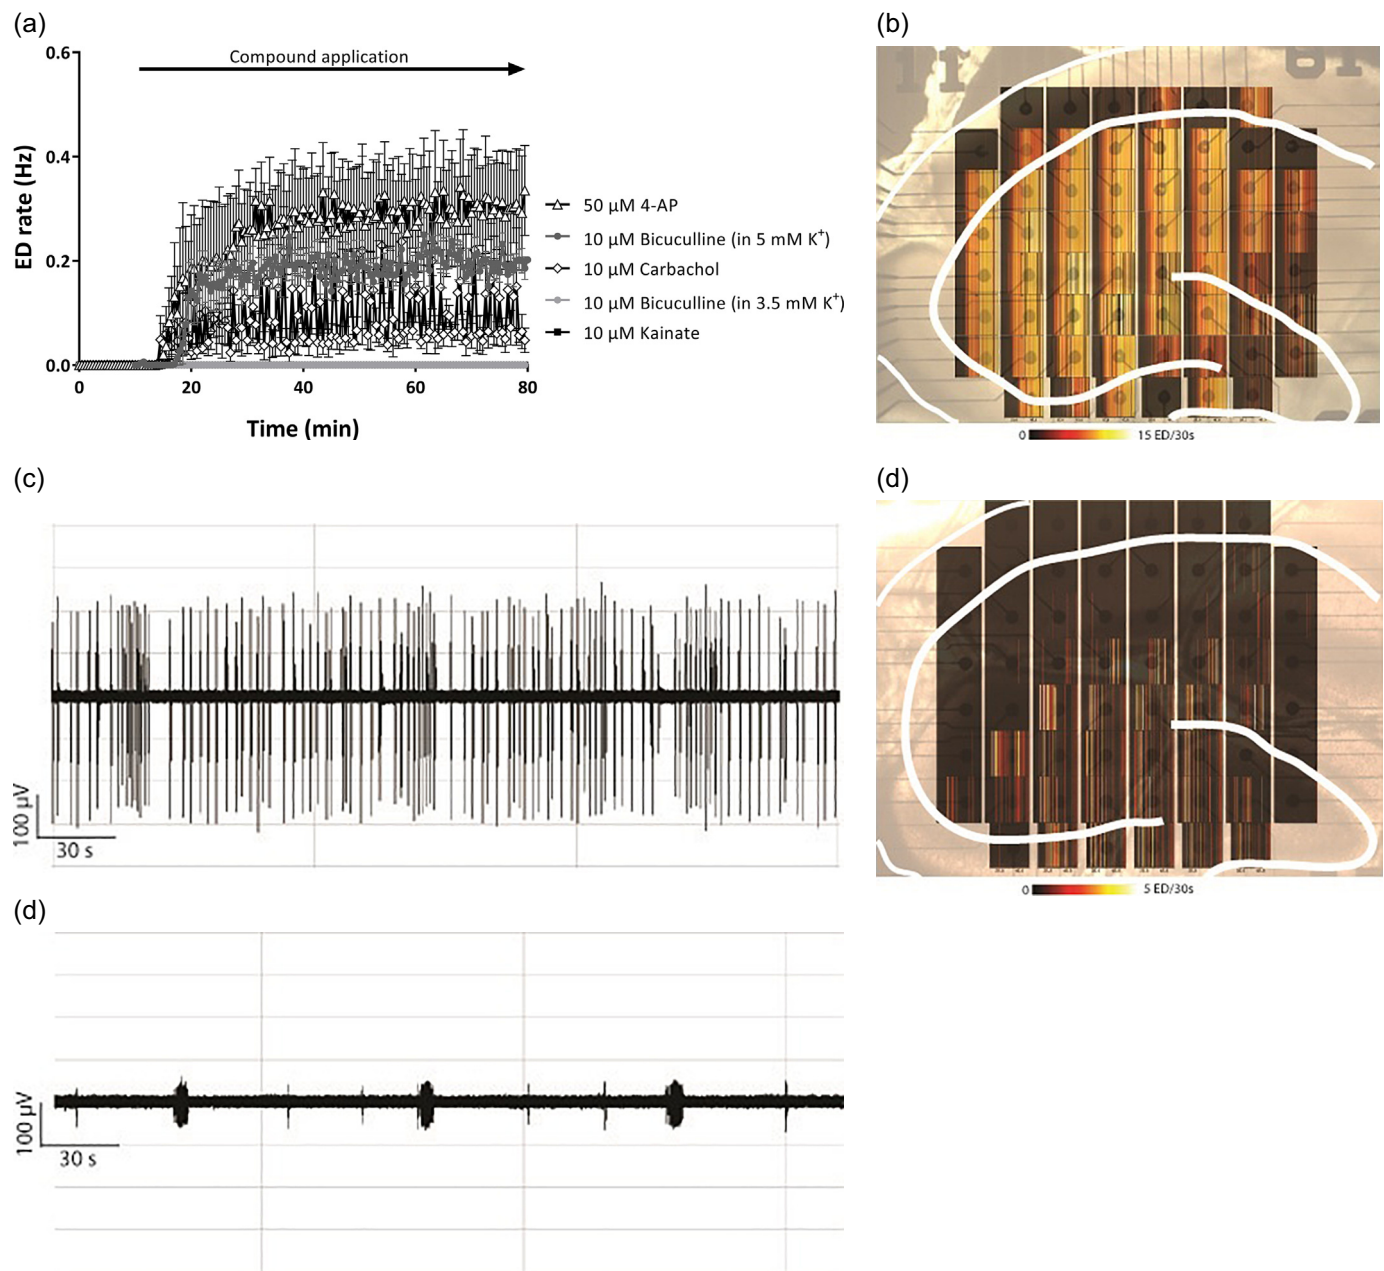 (a)
Compound application
0.6
0.4
0.2
0.0
0 20 40 60 80
ED rate (Hz)
Time (min)
50 µM 4-AP
10 µM Bicuculline (in 5 mM K+)
10 µM Carbachol
10 µM Bicuculline (in 3.5 mM K+)
10 µM Kainate
(b)
11
61
0 15 ED/30s
(c)
100 µV
30 s
(d)
0 5 ED/30s
(d)
100 µV
30 s